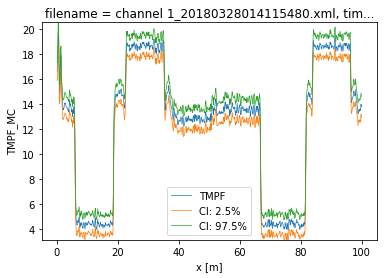 filename = channel 1_20180328014115480.xml, tim...
20
18
16
14
12
10
8
6
4
TMPF_MC
TMPF
CI: 2.5%
CI: 97.5%
0
20
40
60
80
100
x [m]